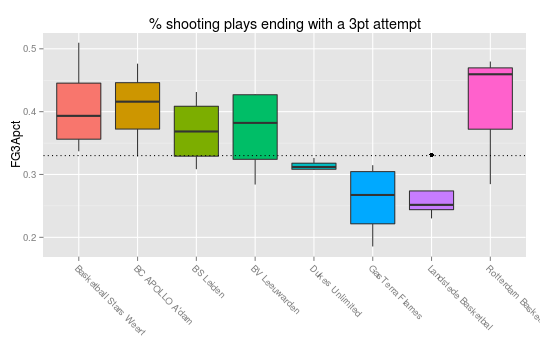 % shooting plays ending with a 3pt attempt
FG3Apct
0.5
0.4
0.3
0.2
Basketball Stars Weert
BC APOLLO A'dam
BS Leiden
BV Leeuwarden
Dukes Unlimited
GasTerra Flames
Landstede Basketbal
Rotterdam Baske